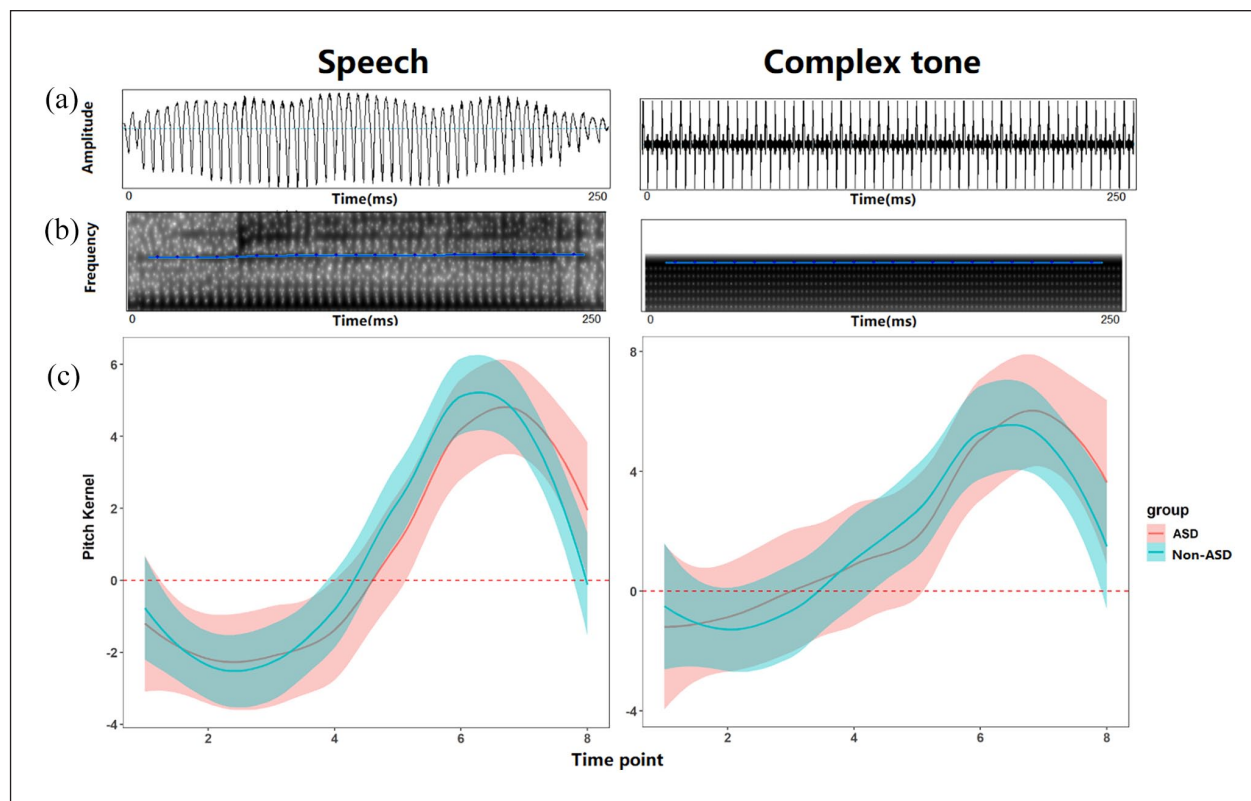 Speech
Complex tone
(a)
Amplitude
0
250
Time(ms)
0
250
Time(ms)
(b)
Frequency
0
250
Time(ms)
0
250
Time(ms)
(c)
Pitch Kernel
6
4
2
0
-2
-4
2
4
6
8
8
4
0
-4
2
4
6
8
Time point
group
ASD
Non-ASD